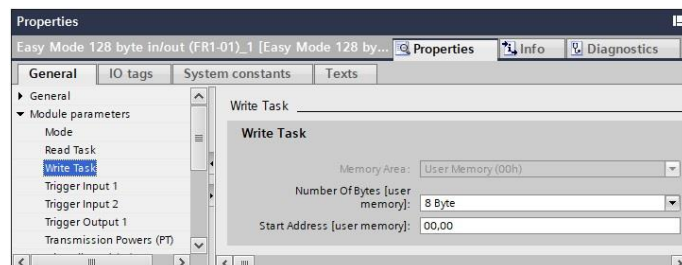 Properties
Easy Mode 128 byte in/out (FR1-01)_1 [Easy Mode 128 by... Properties Info Diagnostics
General IO tags System constants Texts
General
Module parameters
Mode
Read Task
Write Task
Trigger Input 1
Trigger Input 2
Trigger Output 1
Transmission Powers (PT)
Write Task
Write Task
Memory Area: User Memory (00h)
Number Of Bytes [user
memory]: 8 Byte
Start Address [user memory]: 00,00